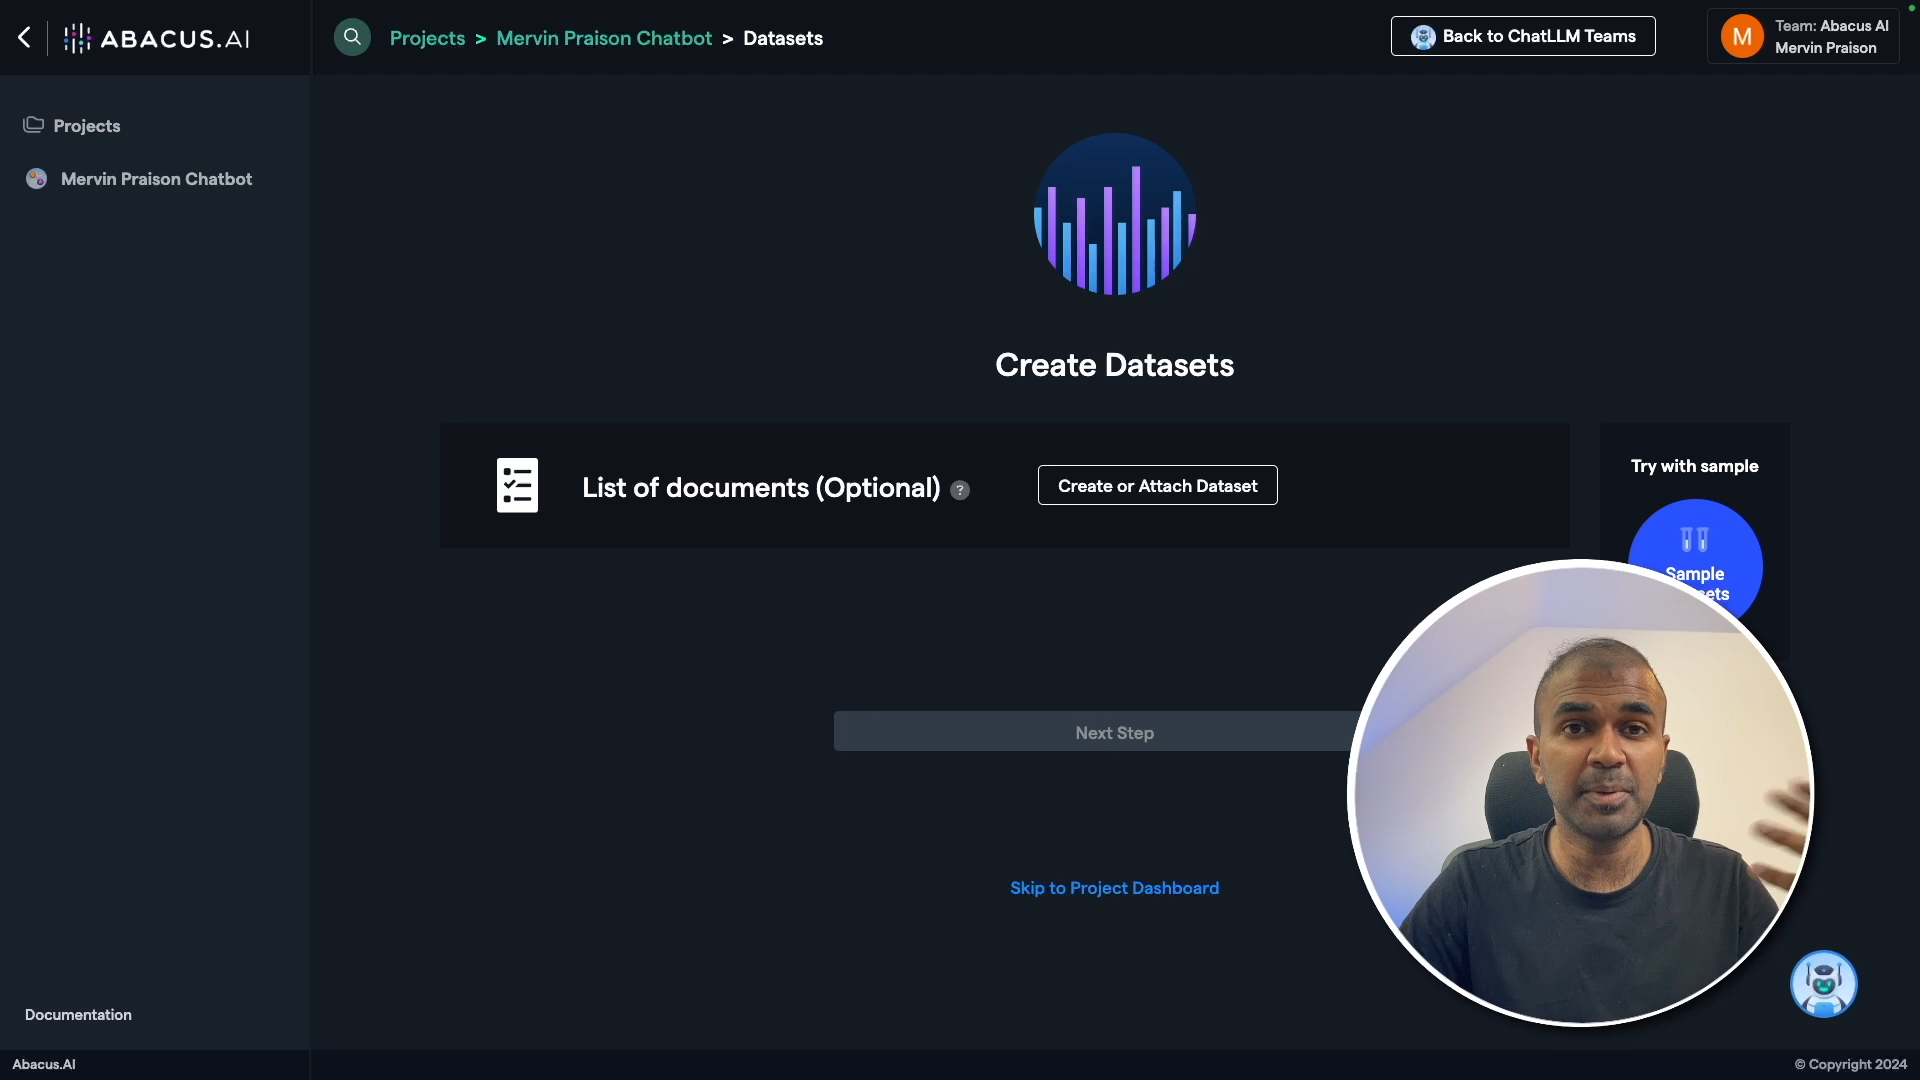 ABACUS.AI
Projects > Mervin Praison Chatbot > Datasets
Back to ChatLLM Teams
M
Team: Abacus AI
Mervin Praison
Projects
Mervin Praison Chatbot
Create Datasets
List of documents (Optional) ?
Create or Attach Dataset
Try with sample
Sample
Next Step
Skip to Project Dashboard
Documentation
Abacus.AI
© Copyright 2024